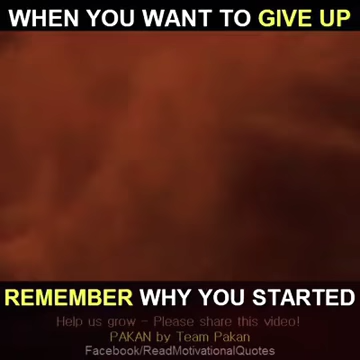 WHEN YOU WANT TO GIVE UP
REMEMBER WHY YOU STARTED
Help us grow - Please share this video!
PAKAN by Team Pakan
Facebook/ReadMotivationalQuotes